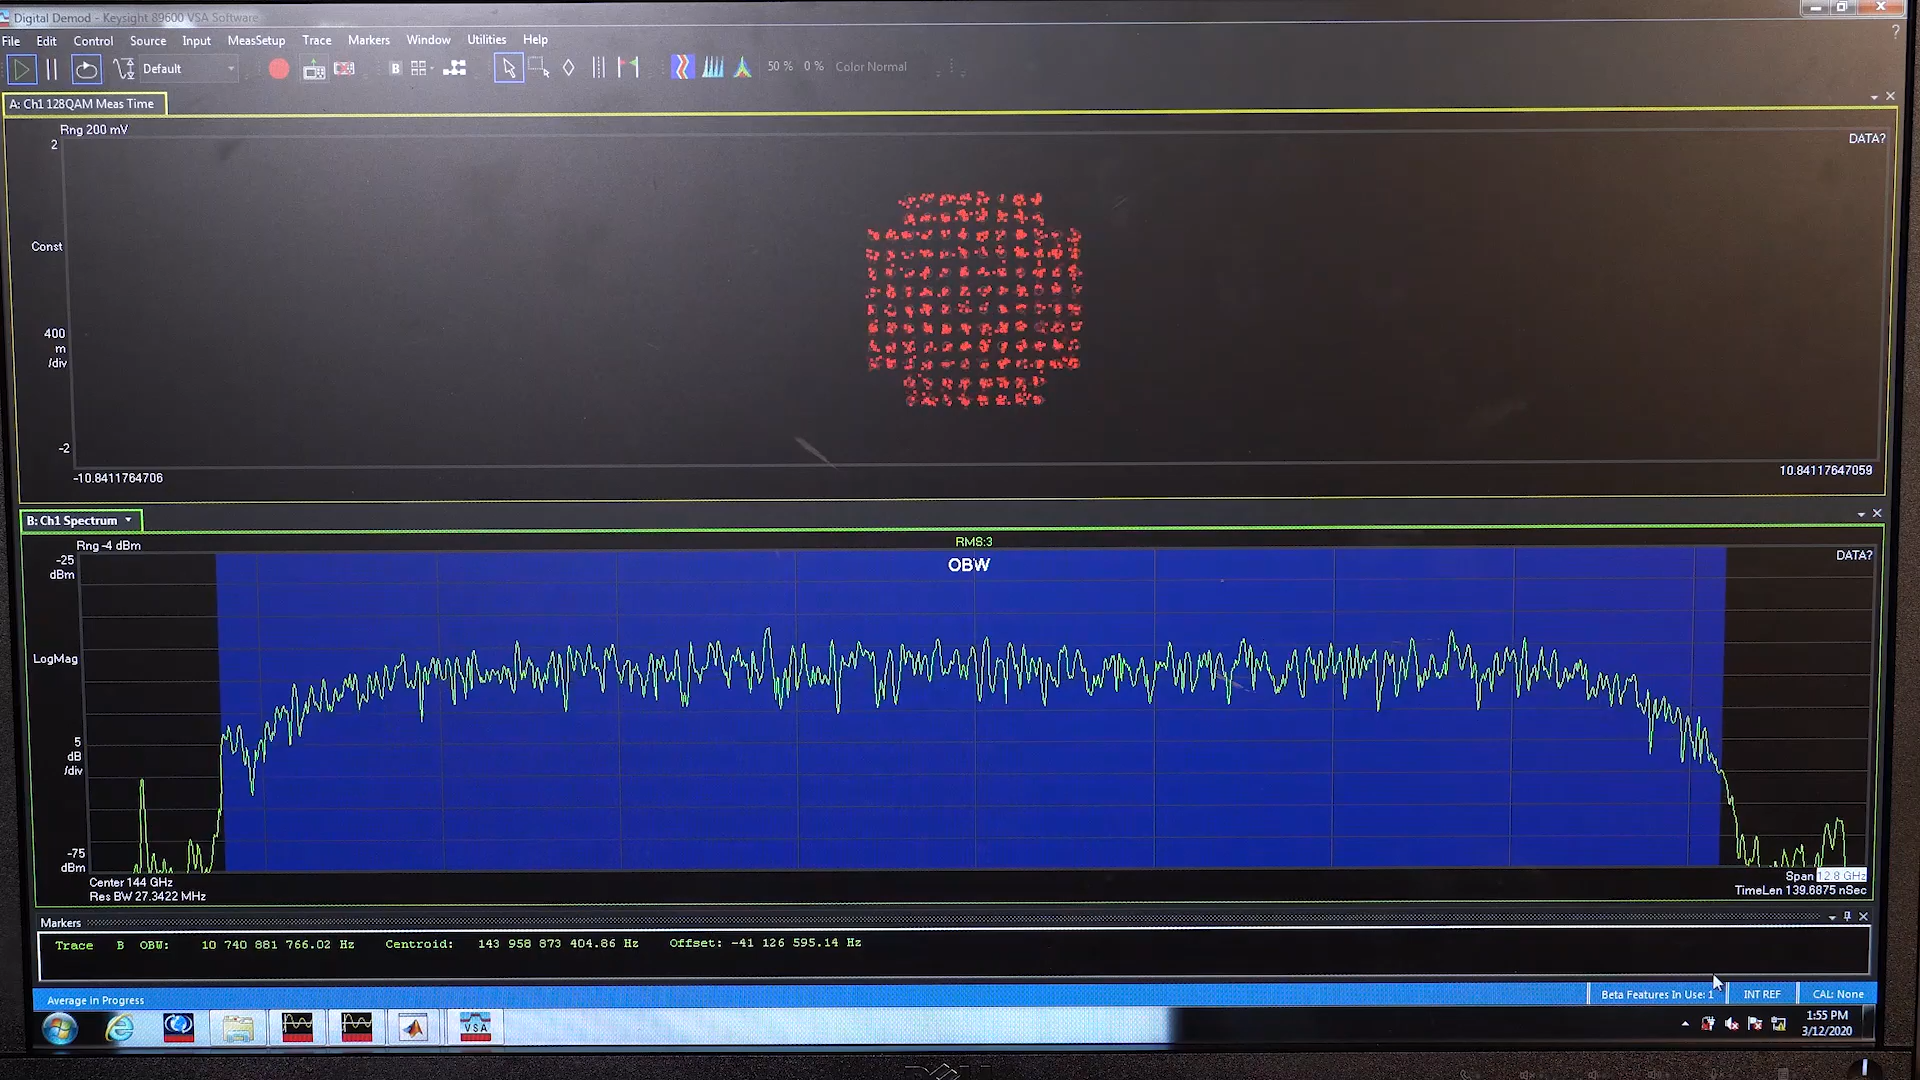 Digital Demod - Keysight 89600 VSA Software
File Edit Control Source Input MeasSetup Trace Markers Window Utilities Help
Default B 50 % 0 % Color Normal
A: Ch1 128QAM Meas Time
Rng 200 mV
DATA?
2
Const
400
m
/div
-2
-10.8411764706
10.84117647059
B: Ch1 Spectrum
Rng -4 dBm
RMS:3
OBW
DATA?
-25
dBm
LogMag
5
dB
/div
-75
dBm
Center 144 GHz
Span 12.8 GHz
Res BW 27.3422 MHz
TimeLen 139.6875 nSec
Markers
Trace B OBW: 10 740 881 766.02 Hz Centroid: 143 958 873 404.86 Hz Offset: -41 126 595.14 Hz
Average in Progress
Beta Features In Use: 1 INT REF CAL: None
VSA
1:55 PM
3/12/2020